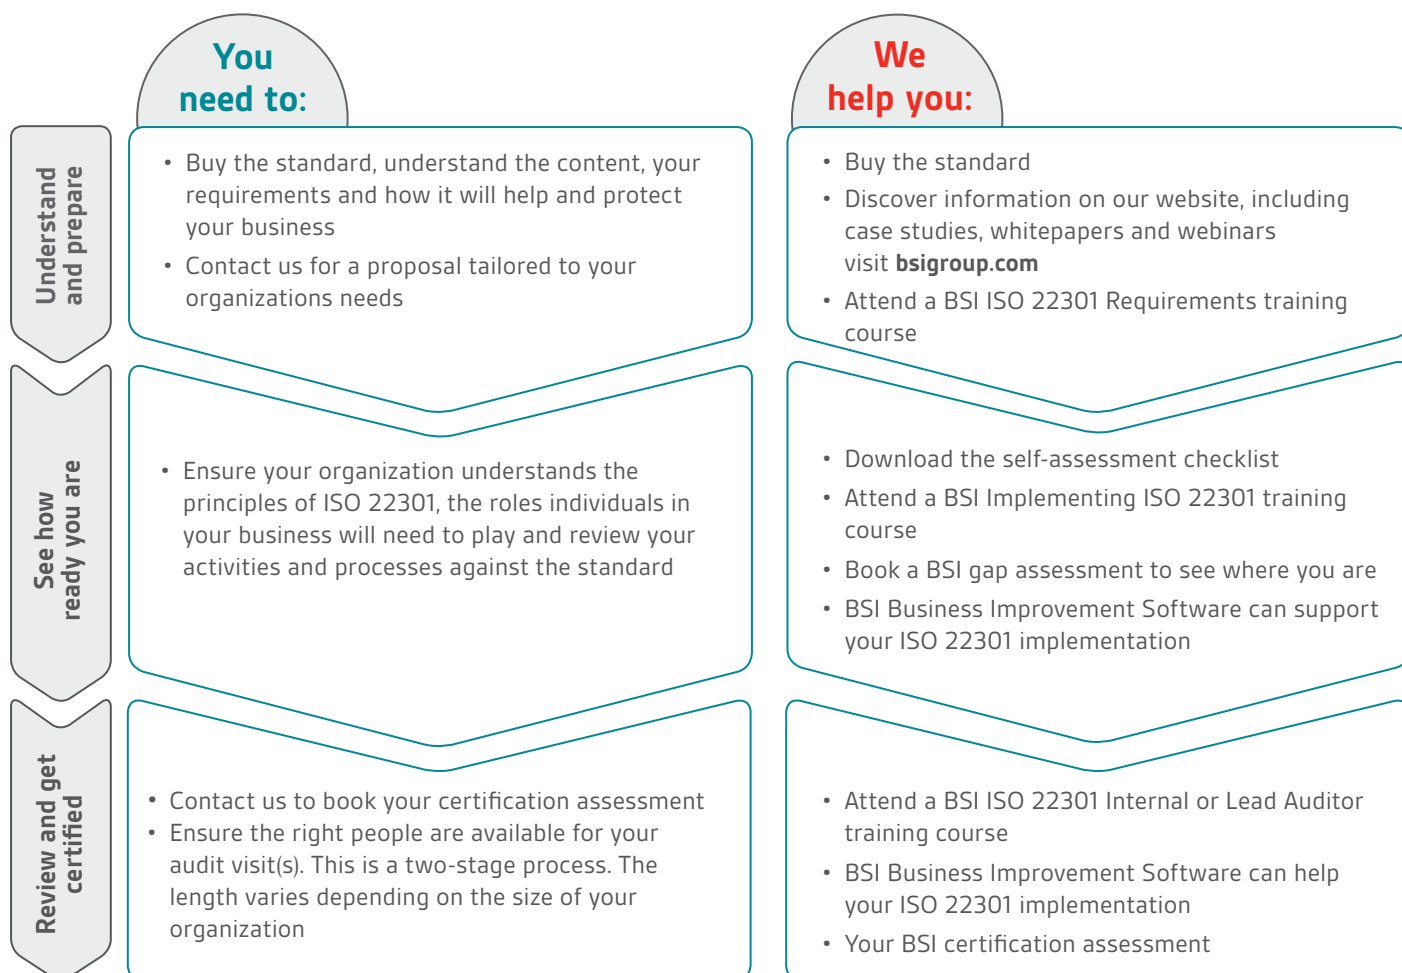 You
need to:
We
help you:
Understand
and prepare
• Buy the standard, understand the content, your
requirements and how it will help and protect
your business
• Contact us for a proposal tailored to your
organizations needs
• Buy the standard
• Discover information on our website, including
case studies, whitepapers and webinars
visit bsigroup.com
• Attend a BSI ISO 22301 Requirements training
course
See how
ready you are
• Ensure your organization understands the
principles of ISO 22301, the roles individuals in
your business will need to play and review your
activities and processes against the standard
• Download the self-assessment checklist
• Attend a BSI Implementing ISO 22301 training
course
• Book a BSI gap assessment to see where you are
• BSI Business Improvement Software can support
your ISO 22301 implementation
Review and get
certified
• Contact us to book your certification assessment
• Ensure the right people are available for your
audit visit(s). This is a two-stage process. The
length varies depending on the size of your
organization
• Attend a BSI ISO 22301 Internal or Lead Auditor
training course
• BSI Business Improvement Software can help
your ISO 22301 implementation
• Your BSI certification assessment